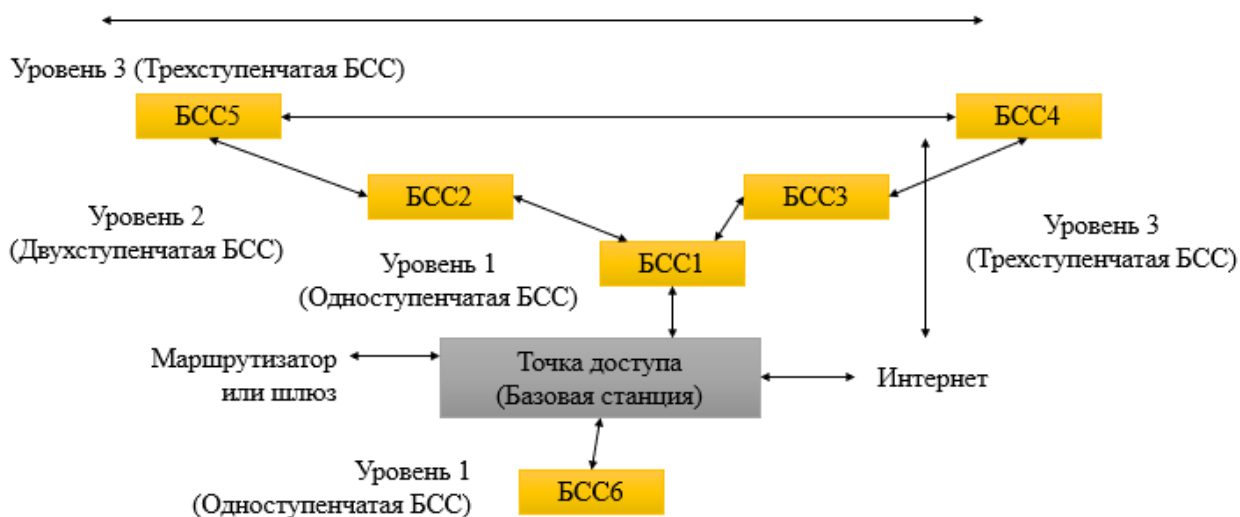 Уровень 3 (Трехступенчатая БСС)
БСС5
БСС4
БСС2
БСС3
Уровень 2
(Двухступенчатая БСС)
Уровень 3
(Трехступенчатая БСС)
Уровень 1
(Одноступенчатая БСС)
БСС1
Маршрутизатор
или шлюз
Точка доступа
(Базовая станция)
Интернет
Уровень 1
(Одноступенчатая БСС)
БСС6